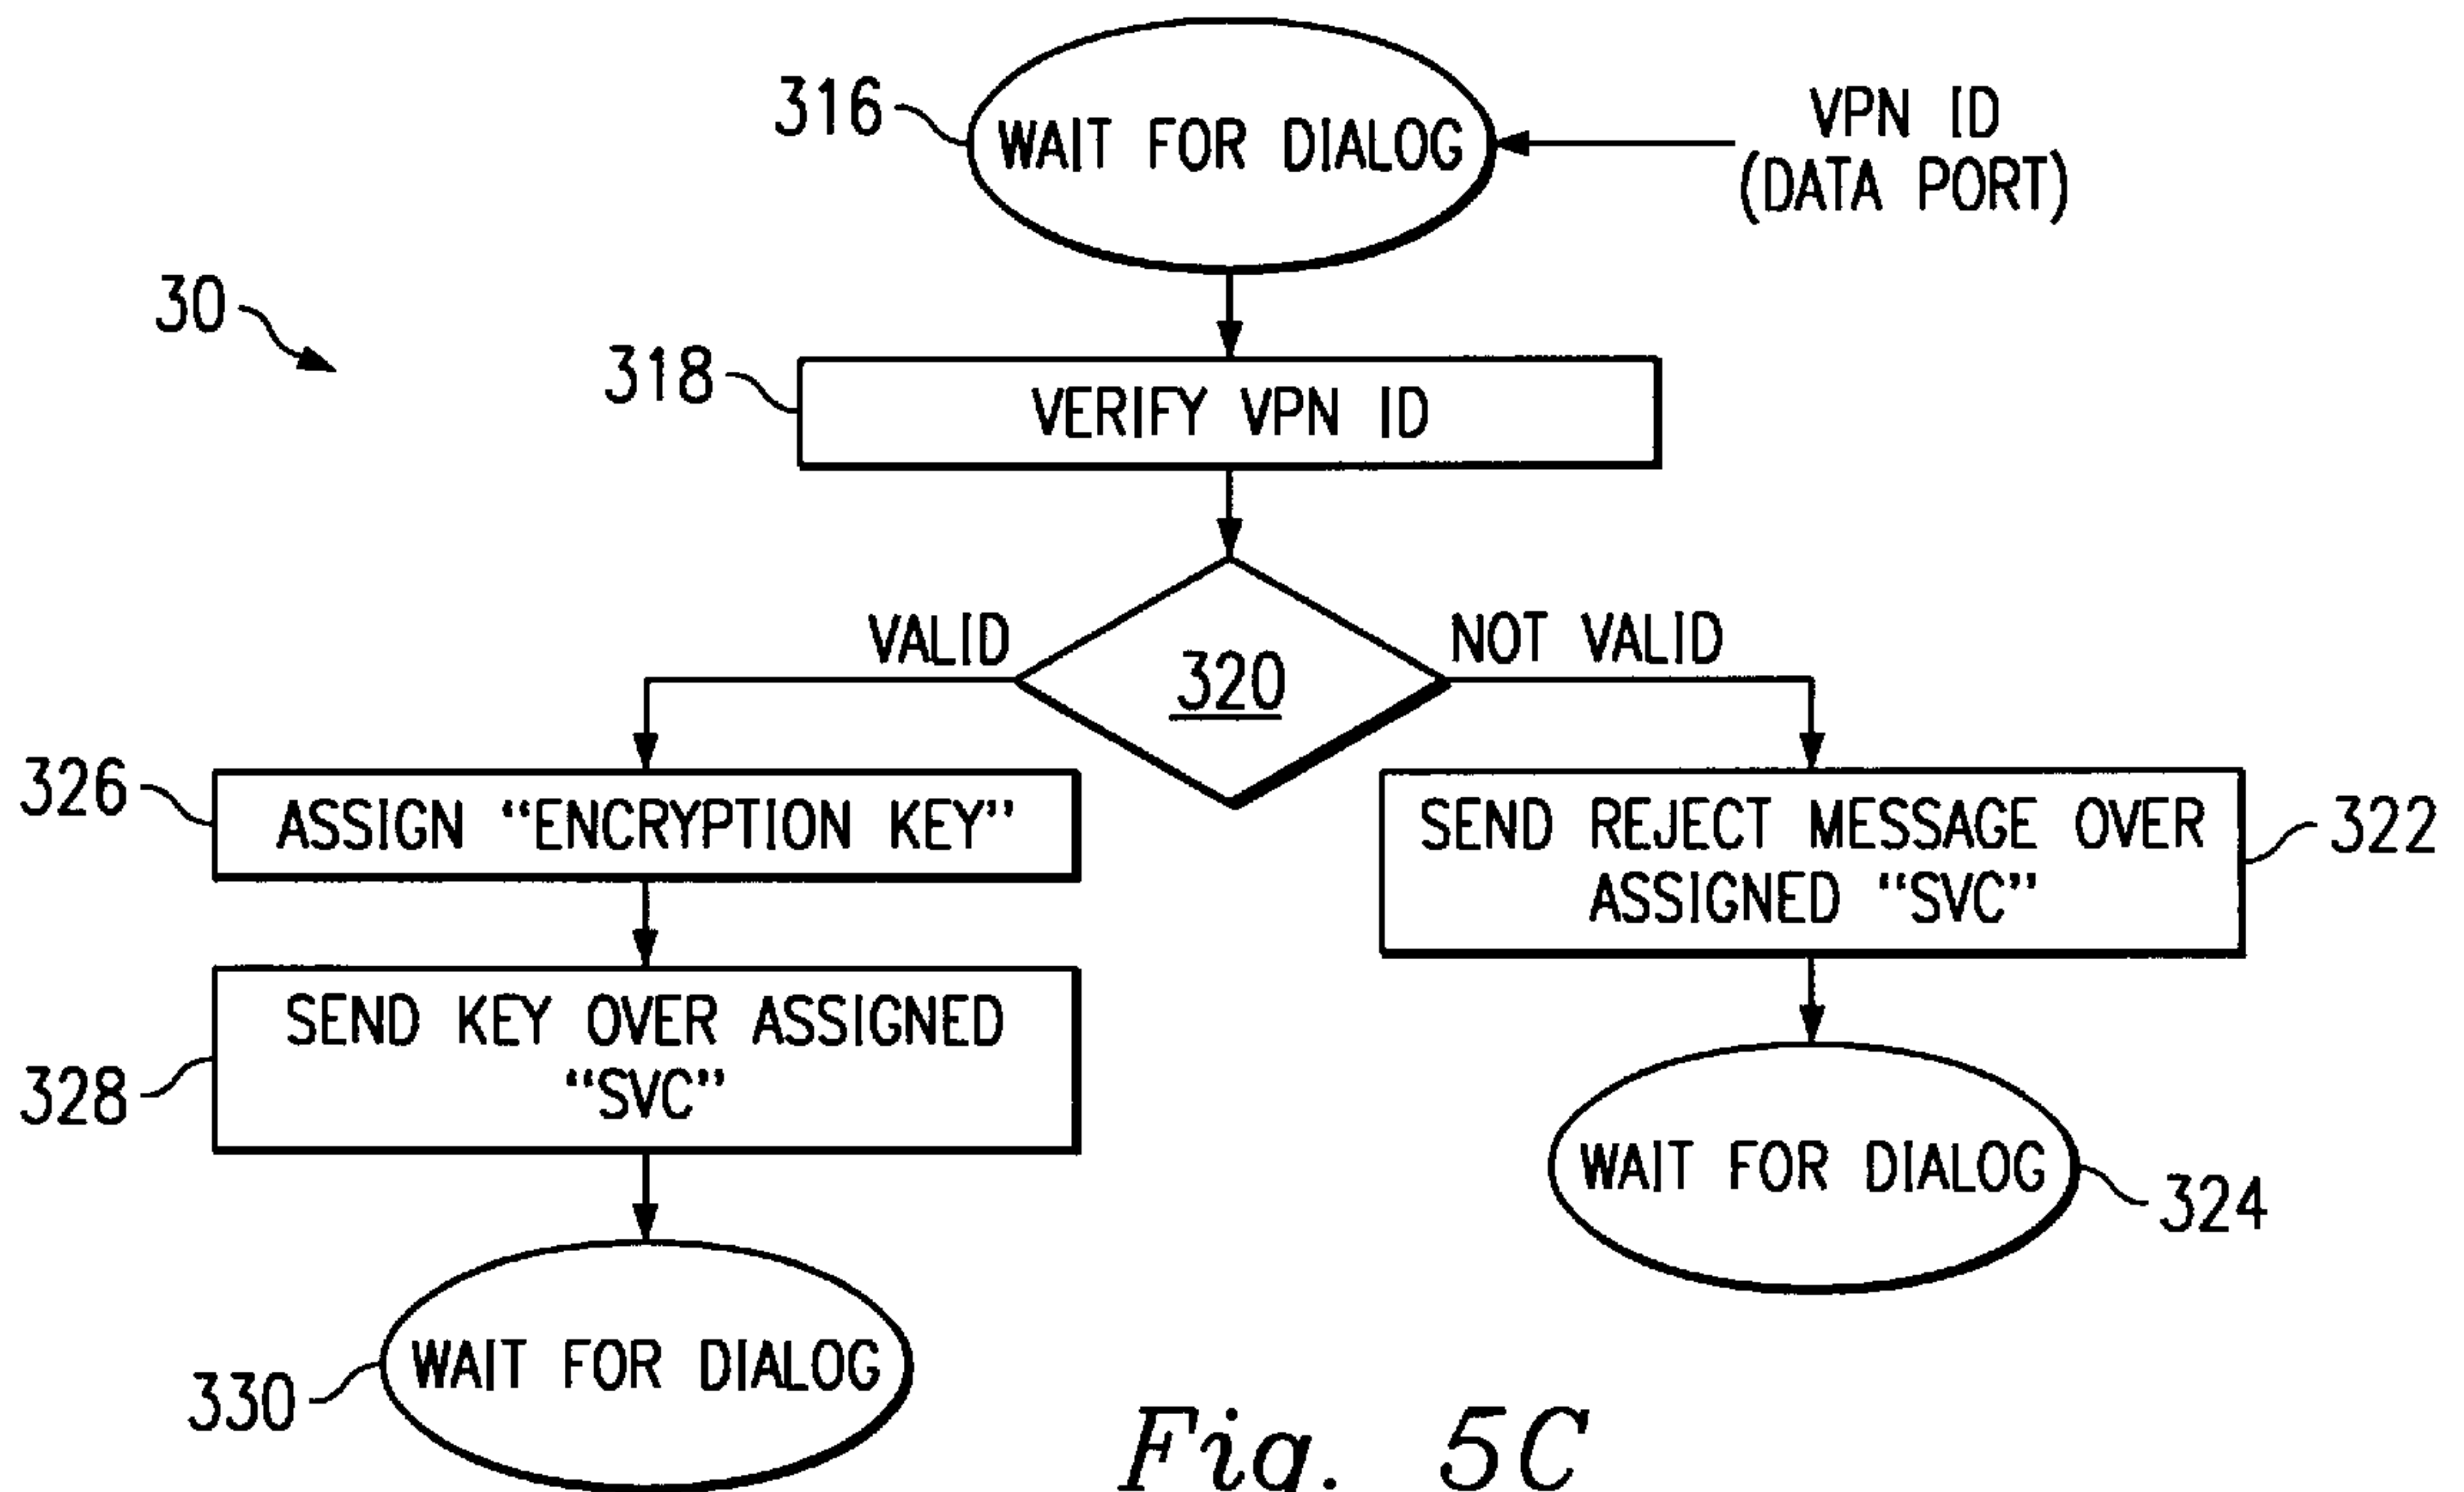 316
WAIT FOR DIALOG
VPN ID
(DATA PORT)
30
318
VERIFY VPN ID
VALID
320
NOT VALID
326
ASSIGN “ENCRYPTION KEY”
SEND REJECT MESSAGE OVER
ASSIGNED “SVC”
322
328
SEND KEY OVER ASSIGNED
“SVC”
WAIT FOR DIALOG
324
330
WAIT FOR DIALOG
Fig. 5C